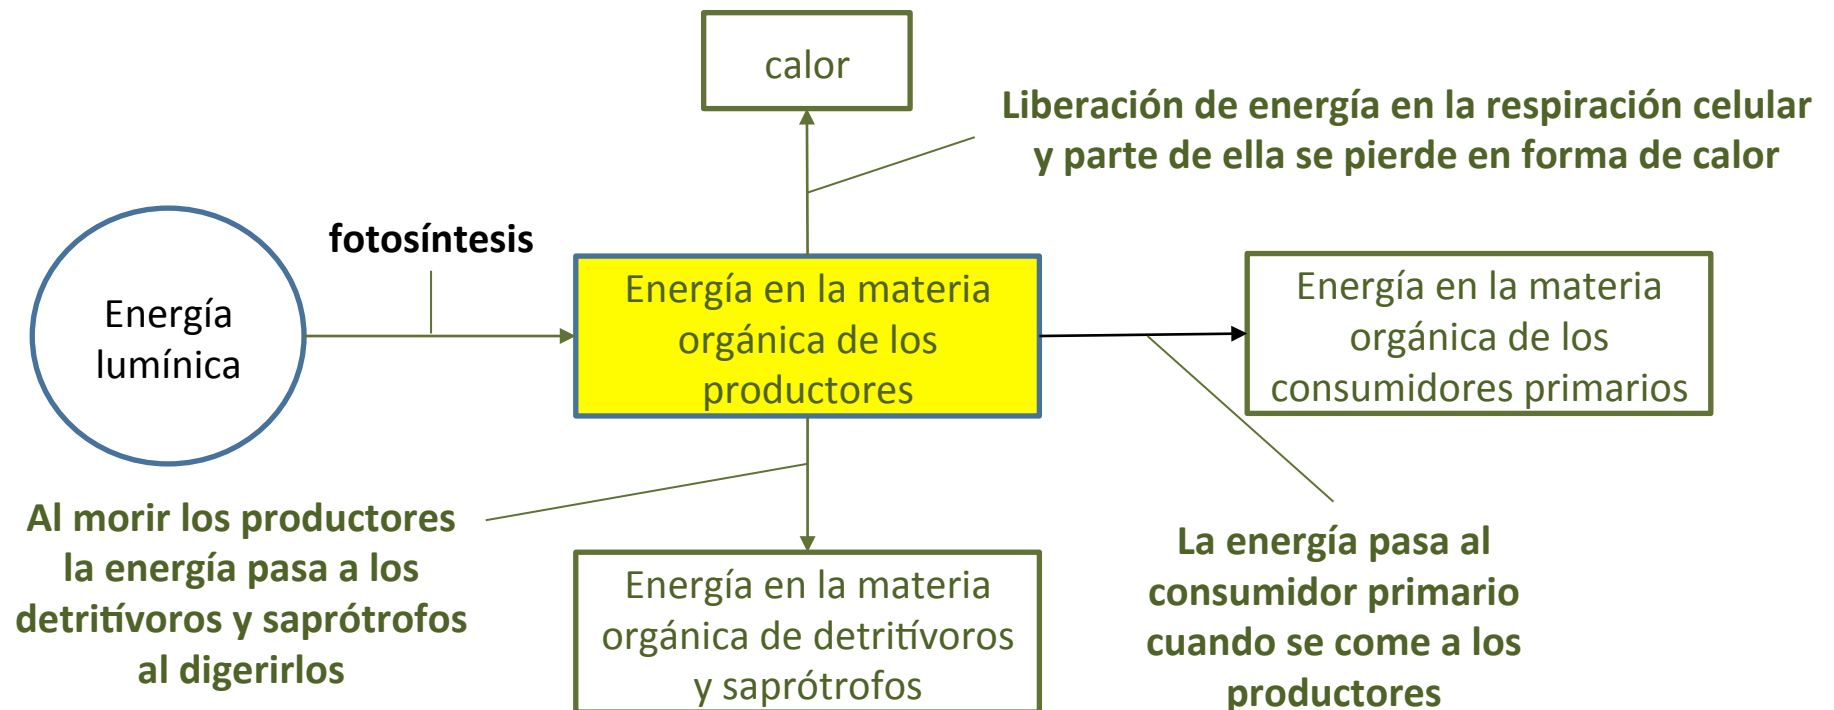 calor
Liberación de energía en la respiración celular
y parte de ella se pierde en forma de calor
fotosíntesis
Energía
lumínica
Energía en la materia
orgánica de los
productores
Energía en la materia
orgánica de los
consumidores primarios
Al morir los productores
la energía pasa a los
detritívoros y saprótrofos
al digerirlos
Energía en la materia
orgánica de detritívoros
y saprótrofos
La energía pasa al
consumidor primario
cuando se come a los
productores